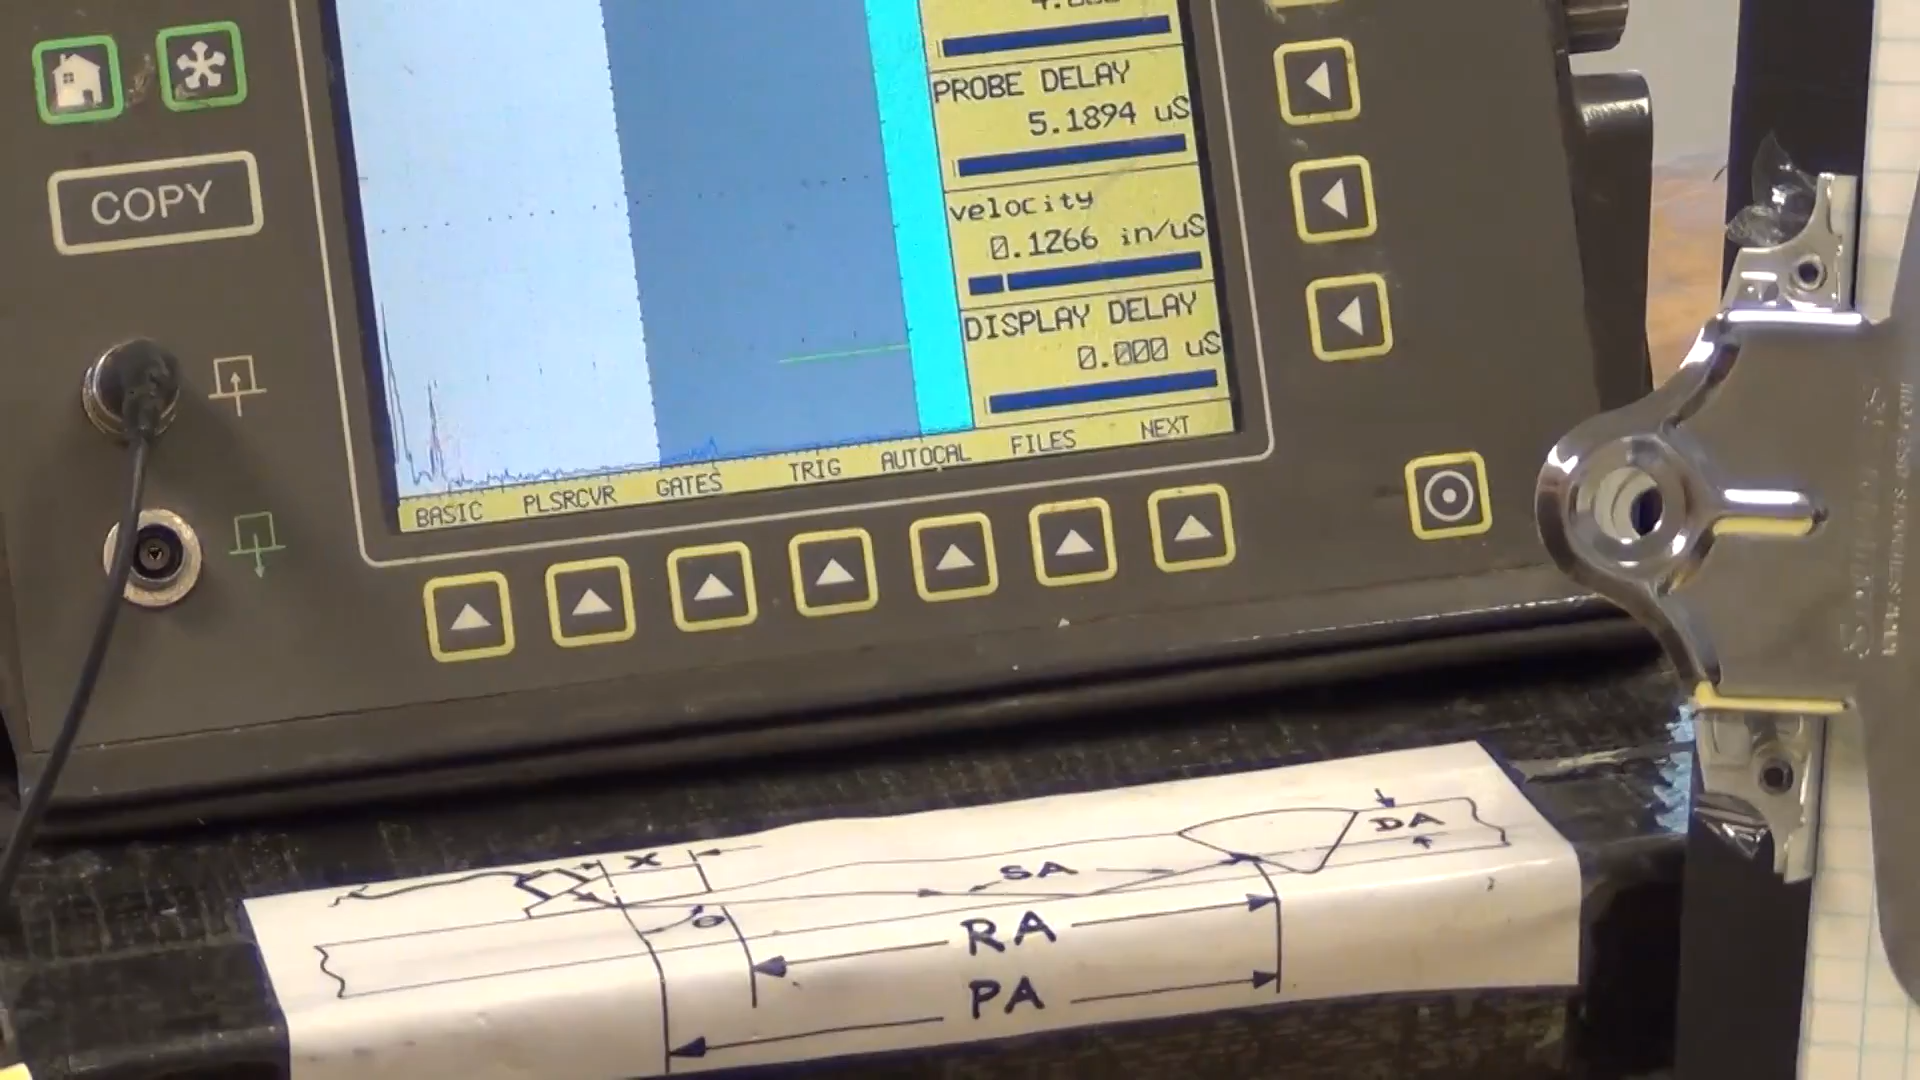 COPY
PROBE DELAY
5.1894 uS
velocity
0.1266 in/uS
DISPLAY DELAY
0.000 uS
BASIC PLSRCVR GATES TRIG AUTOCAL FILES NEXT
X
DA
SA
θ
RA
PA